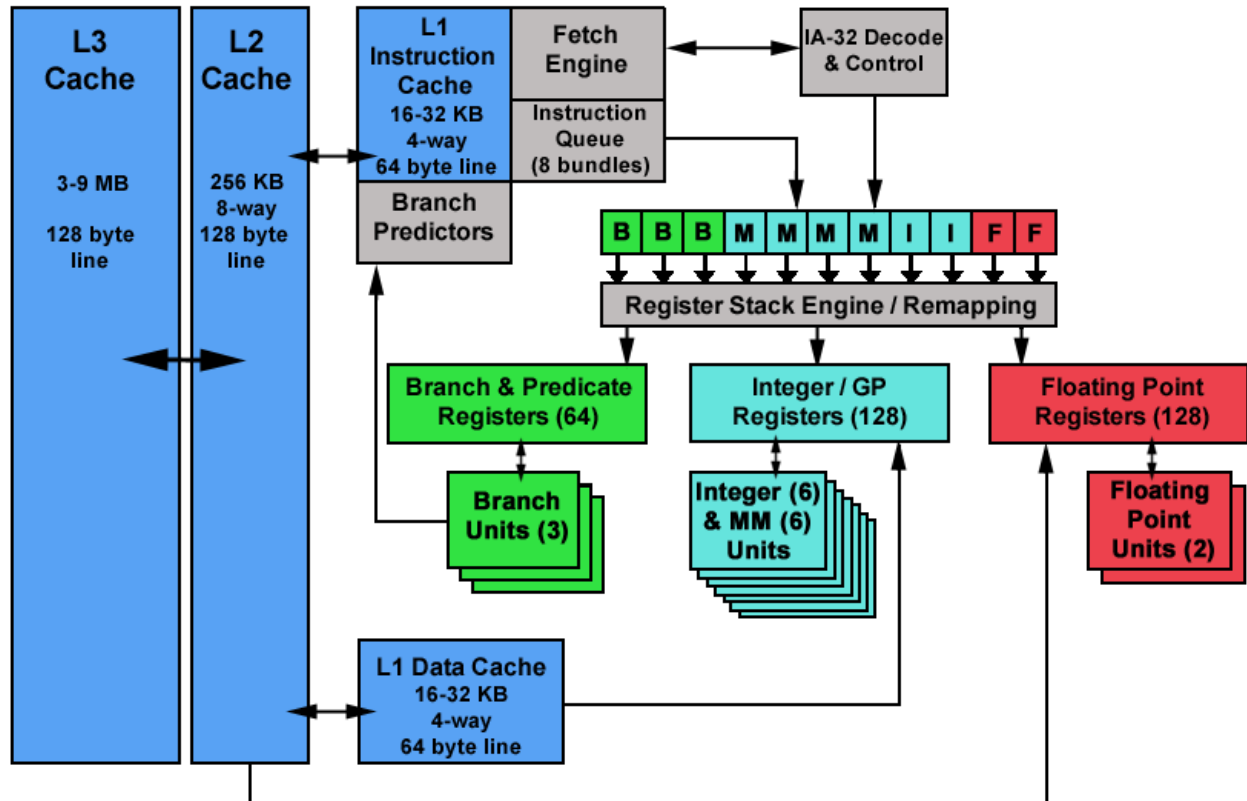 L3
Cache
3-9 MB
128 byte
line
L2
Cache
256 KB
8-way
128 byte
line
L1
Instruction
Cache
16-32 KB
4-way
64 byte line
Fetch
Engine
Instruction
Queue
(8 bundles)
Branch
Predictors
IA-32 Decode
& Control
B B B M M M M I I F F
Register Stack Engine / Remapping
Branch & Predicate
Registers (64)
Integer / GP
Registers (128)
Floating Point
Registers (128)
Branch
Units (3)
Integer (6)
& MM (6)
Units
Floating
Point
Units (2)
L1 Data Cache
16-32 KB
4-way
64 byte line